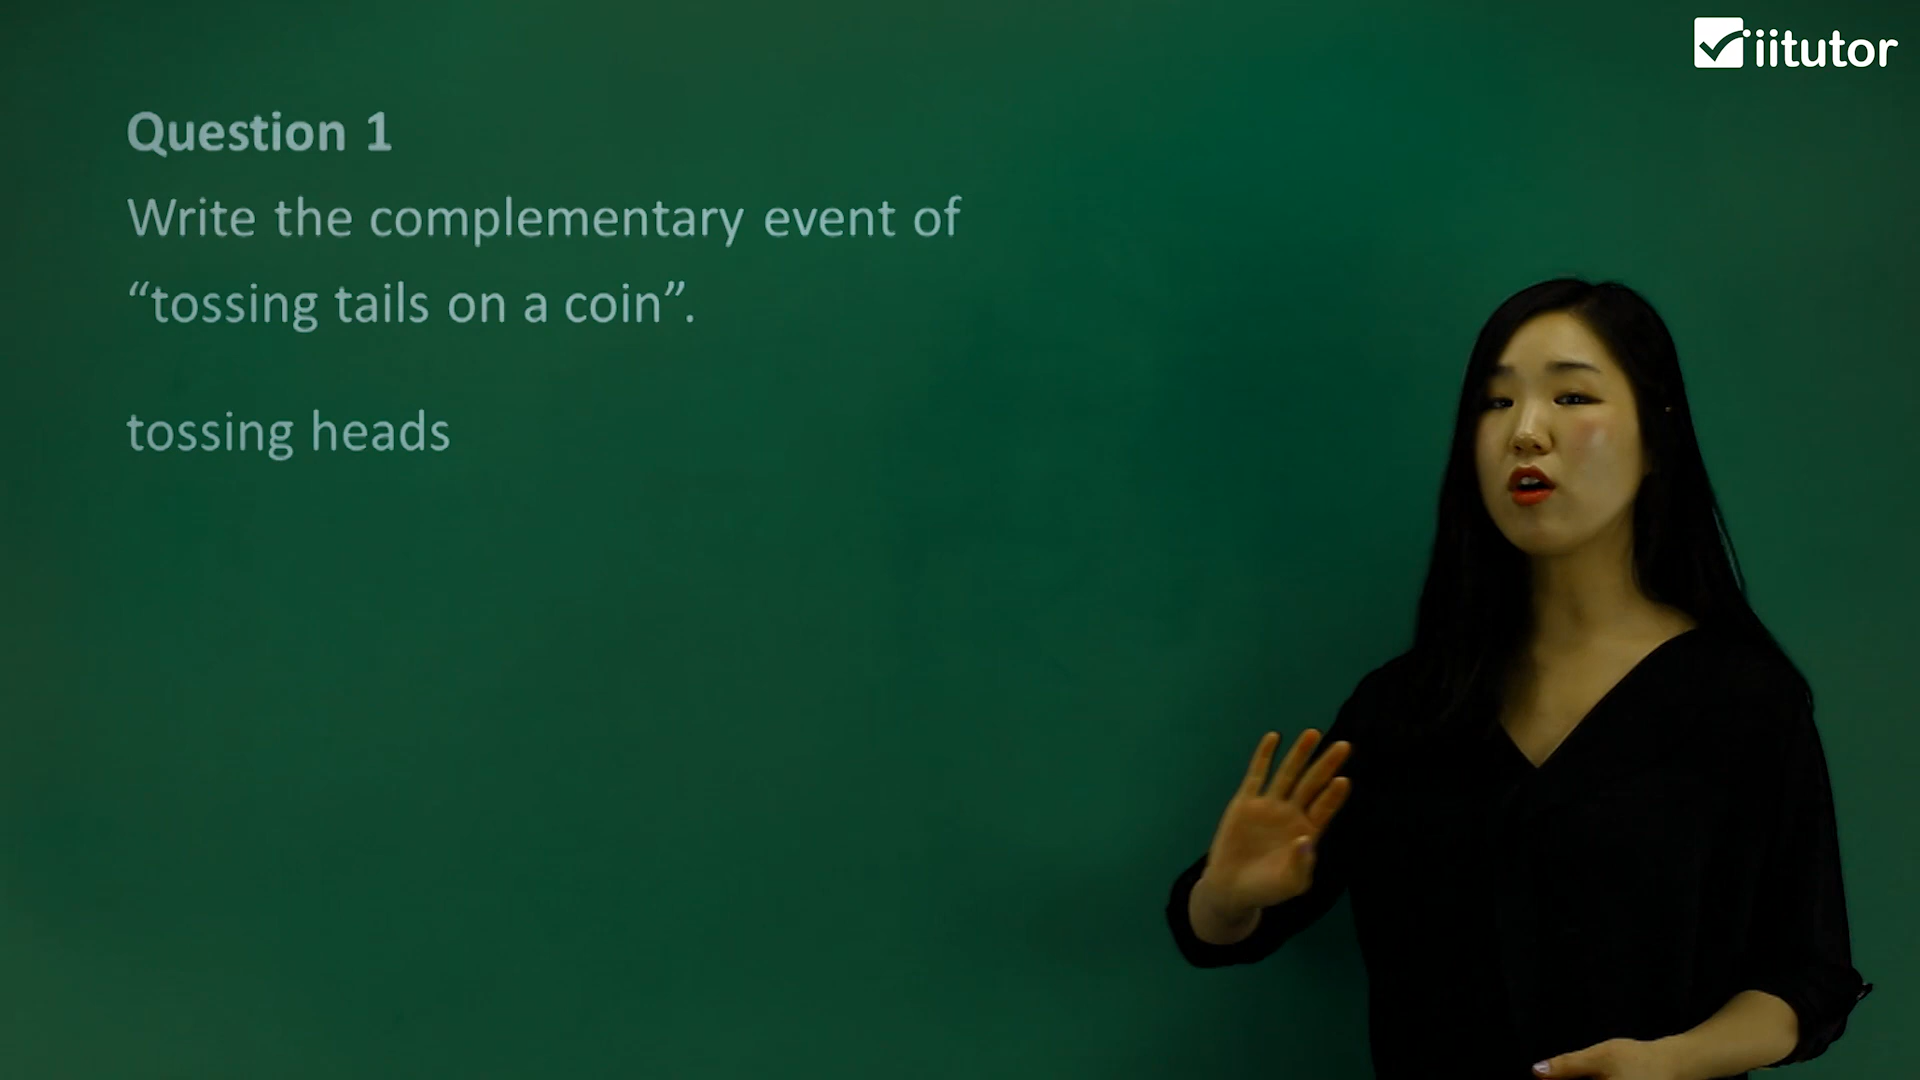 iitutor
Question 1
Write the complementary event of
“tossing tails on a coin”.
tossing heads